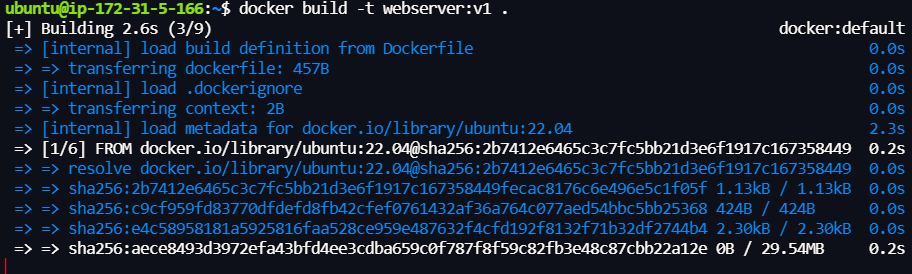 ubuntu@ip-172-31-5-166:~$ docker build -t webserver:v1 .
[+] Building 2.6s (3/9) docker:default
=> [internal] load build definition from Dockerfile 0.0s
=> => transferring dockerfile: 457B 0.0s
=> [internal] load .dockerignore 0.0s
=> => transferring context: 2B 0.0s
=> [internal] load metadata for docker.io/library/ubuntu:22.04 2.3s
=> [1/6] FROM docker.io/library/ubuntu:22.04@sha256:2b7412e6465c3c7fc5bb21d3e6f1917c167358449 0.2s
=> => resolve docker.io/library/ubuntu:22.04@sha256:2b7412e6465c3c7fc5bb21d3e6f1917c167358449 0.0s
=> => sha256:2b7412e6465c3c7fc5bb21d3e6f1917c167358449fecac8176c6e496e5c1f05f 1.13kB / 1.13kB 0.0s
=> => sha256:c9cf959fd83770dfdefd8fb42cfef0761432af36a764c077aed54bbc5bb25368 424B / 424B 0.0s
=> => sha256:e4c58958181a5925816faa528ce959e487632f4cfd192f8132f71b32df2744b4 2.30kB / 2.30kB 0.0s
=> => sha256:aece8493d3972efa43bfd4ee3cdba659c0f787f8f59c82fb3e48c87cbb22a12e 0B / 29.54MB 0.2s